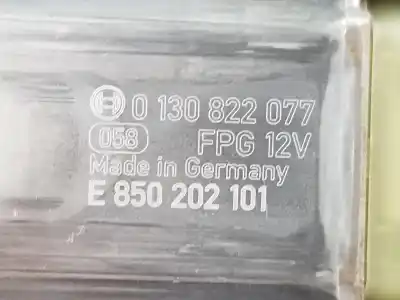 0 130 822 077
058 FPG 12V
Made in Germany
E 850 202 101